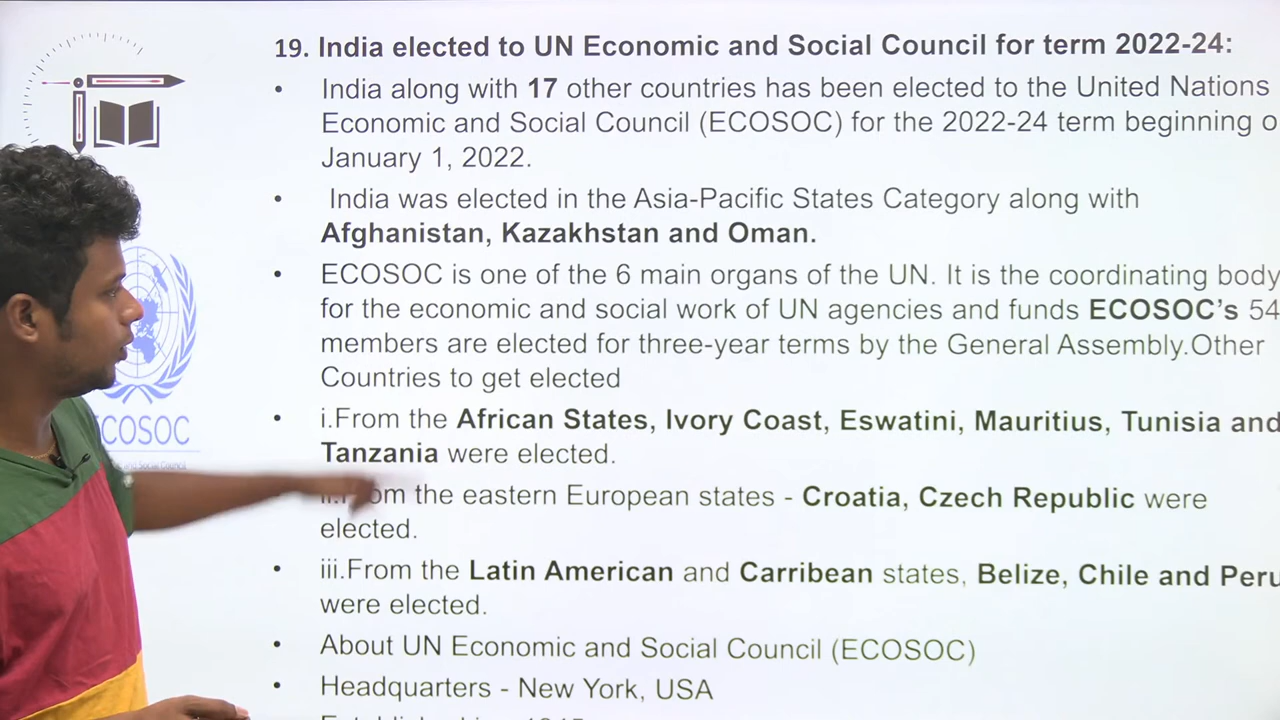 19. India elected to UN Economic and Social Council for term 2022-24:
• India along with 17 other countries has been elected to the United Nations
Economic and Social Council (ECOSOC) for the 2022-24 term beginning
January 1, 2022.
• India was elected in the Asia-Pacific States Category along with
Afghanistan, Kazakhstan and Oman.
• ECOSOC is one of the 6 main organs of the UN. It is the coordinating body
for the economic and social work of UN agencies and funds ECOSOC's 54
members are elected for three-year terms by the General Assembly.Other
Countries to get elected
• i.From the African States, Ivory Coast, Eswatini, Mauritius, Tunisia and
Tanzania were elected.
• the eastern European states - Croatia, Czech Republic were
elected.
• iii.From the Latin American and Carribean states, Belize, Chile and Peru
were elected.
• About UN Economic and Social Council (ECOSOC)
• Headquarters - New York, USA
COSOC
and Social Council